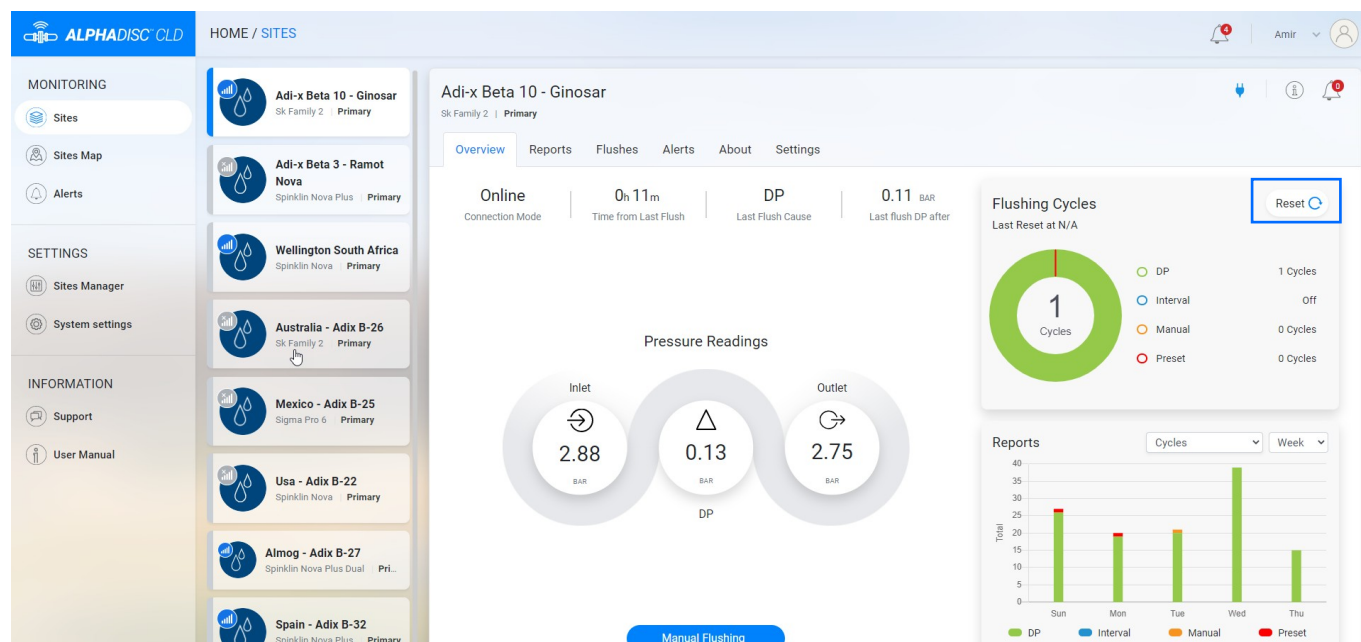 ALPHADISC™ CLD
HOME / SITES
4
Amir
MONITORING
Sites
Sites Map
Alerts
SETTINGS
Sites Manager
System settings
INFORMATION
Support
User Manual
Adi-x Beta 10 - Ginosar
Sk Family 2 | Primary
Adi-x Beta 3 - Ramot
Nova
Spinklin Nova Plus | Primary
Wellington South Africa
Spinklin Nova | Primary
Australia - Adix B-26
Sk Family 2 | Primary
Mexico - Adix B-25
Sigma Pro 6 | Primary
Usa - Adix B-22
Spinklin Nova | Primary
Almog - Adix B-27
Spinklin Nova Plus Dual | Pri...
Spain - Adix B-32
Spinklin Nova Plus | Primary
Adi-x Beta 10 - Ginosar
Sk Family 2 | Primary
0
Overview Reports Flushes Alerts About Settings
Online 0h 11m DP 0.11 BAR
Connection Mode Time from Last Flush Last Flush Cause Last flush DP after
Pressure Readings
Inlet Outlet
2.88 0.13 2.75
BAR BAR BAR
DP
Manual Flushing
Flushing Cycles
Reset
Last Reset at N/A
1
Cycles
DP 1 Cycles
Interval Off
Manual 0 Cycles
Preset 0 Cycles
Reports Cycles Week
Total
40
35
30
25
20
15
10
5
0
Sun Mon Tue Wed Thu
DP Interval Manual Preset